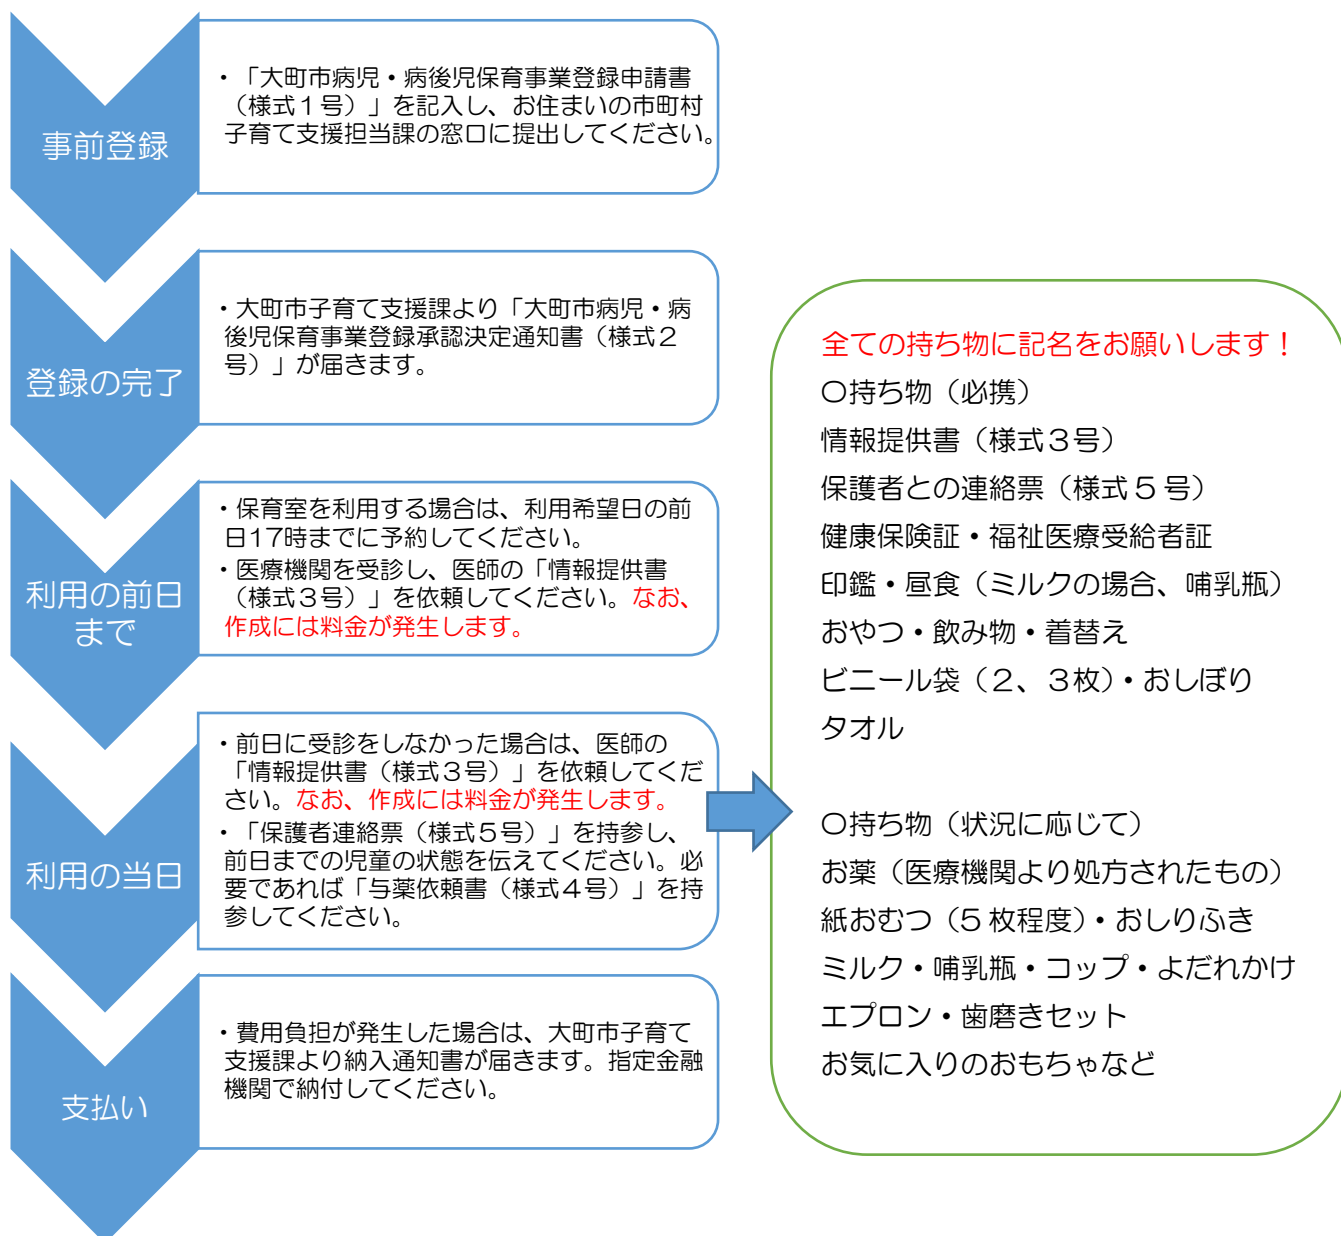 事前登録
・「大町市病児・病後児保育事業登録申請書
（様式１号）」を記入し、お住まいの市町村
子育て支援担当課の窓口に提出してください。
登録の完了
・大町市子育て支援課より「大町市病児・病
後児保育事業登録承認決定通知書（様式２
号）」が届きます。
利用の前日
まで
・保育室を利用する場合は、利用希望日の前
日17時までに予約してください。
・医療機関を受診し、医師の「情報提供書
（様式３号）」を依頼してください。なお、
作成には料金が発生します。
利用の当日
・前日に受診をしなかった場合は、医師の
「情報提供書（様式３号）」を依頼してくだ
さい。なお、作成には料金が発生します。
・「保護者連絡票（様式５号）」を持参し、
前日までの児童の状態を伝えてください。必
要であれば「与薬依頼書（様式４号）」を持
参してください。
支払い
・費用負担が発生した場合は、大町市子育て
支援課より納入通知書が届きます。指定金融
機関で納付してください。
全ての持ち物に記名をお願いします！
〇持ち物（必携）
情報提供書（様式３号）
保護者との連絡票（様式５号）
健康保険証・福祉医療受給者証
印鑑・昼食（ミルクの場合、哺乳瓶）
おやつ・飲み物・着替え
ビニール袋（２、３枚）・おしぼり
タオル
〇持ち物（状況に応じて）
お薬（医療機関より処方されたもの）
紙おむつ（５枚程度）・おしりふき
ミルク・哺乳瓶・コップ・よだれかけ
エプロン・歯磨きセット
お気に入りのおもちゃなど